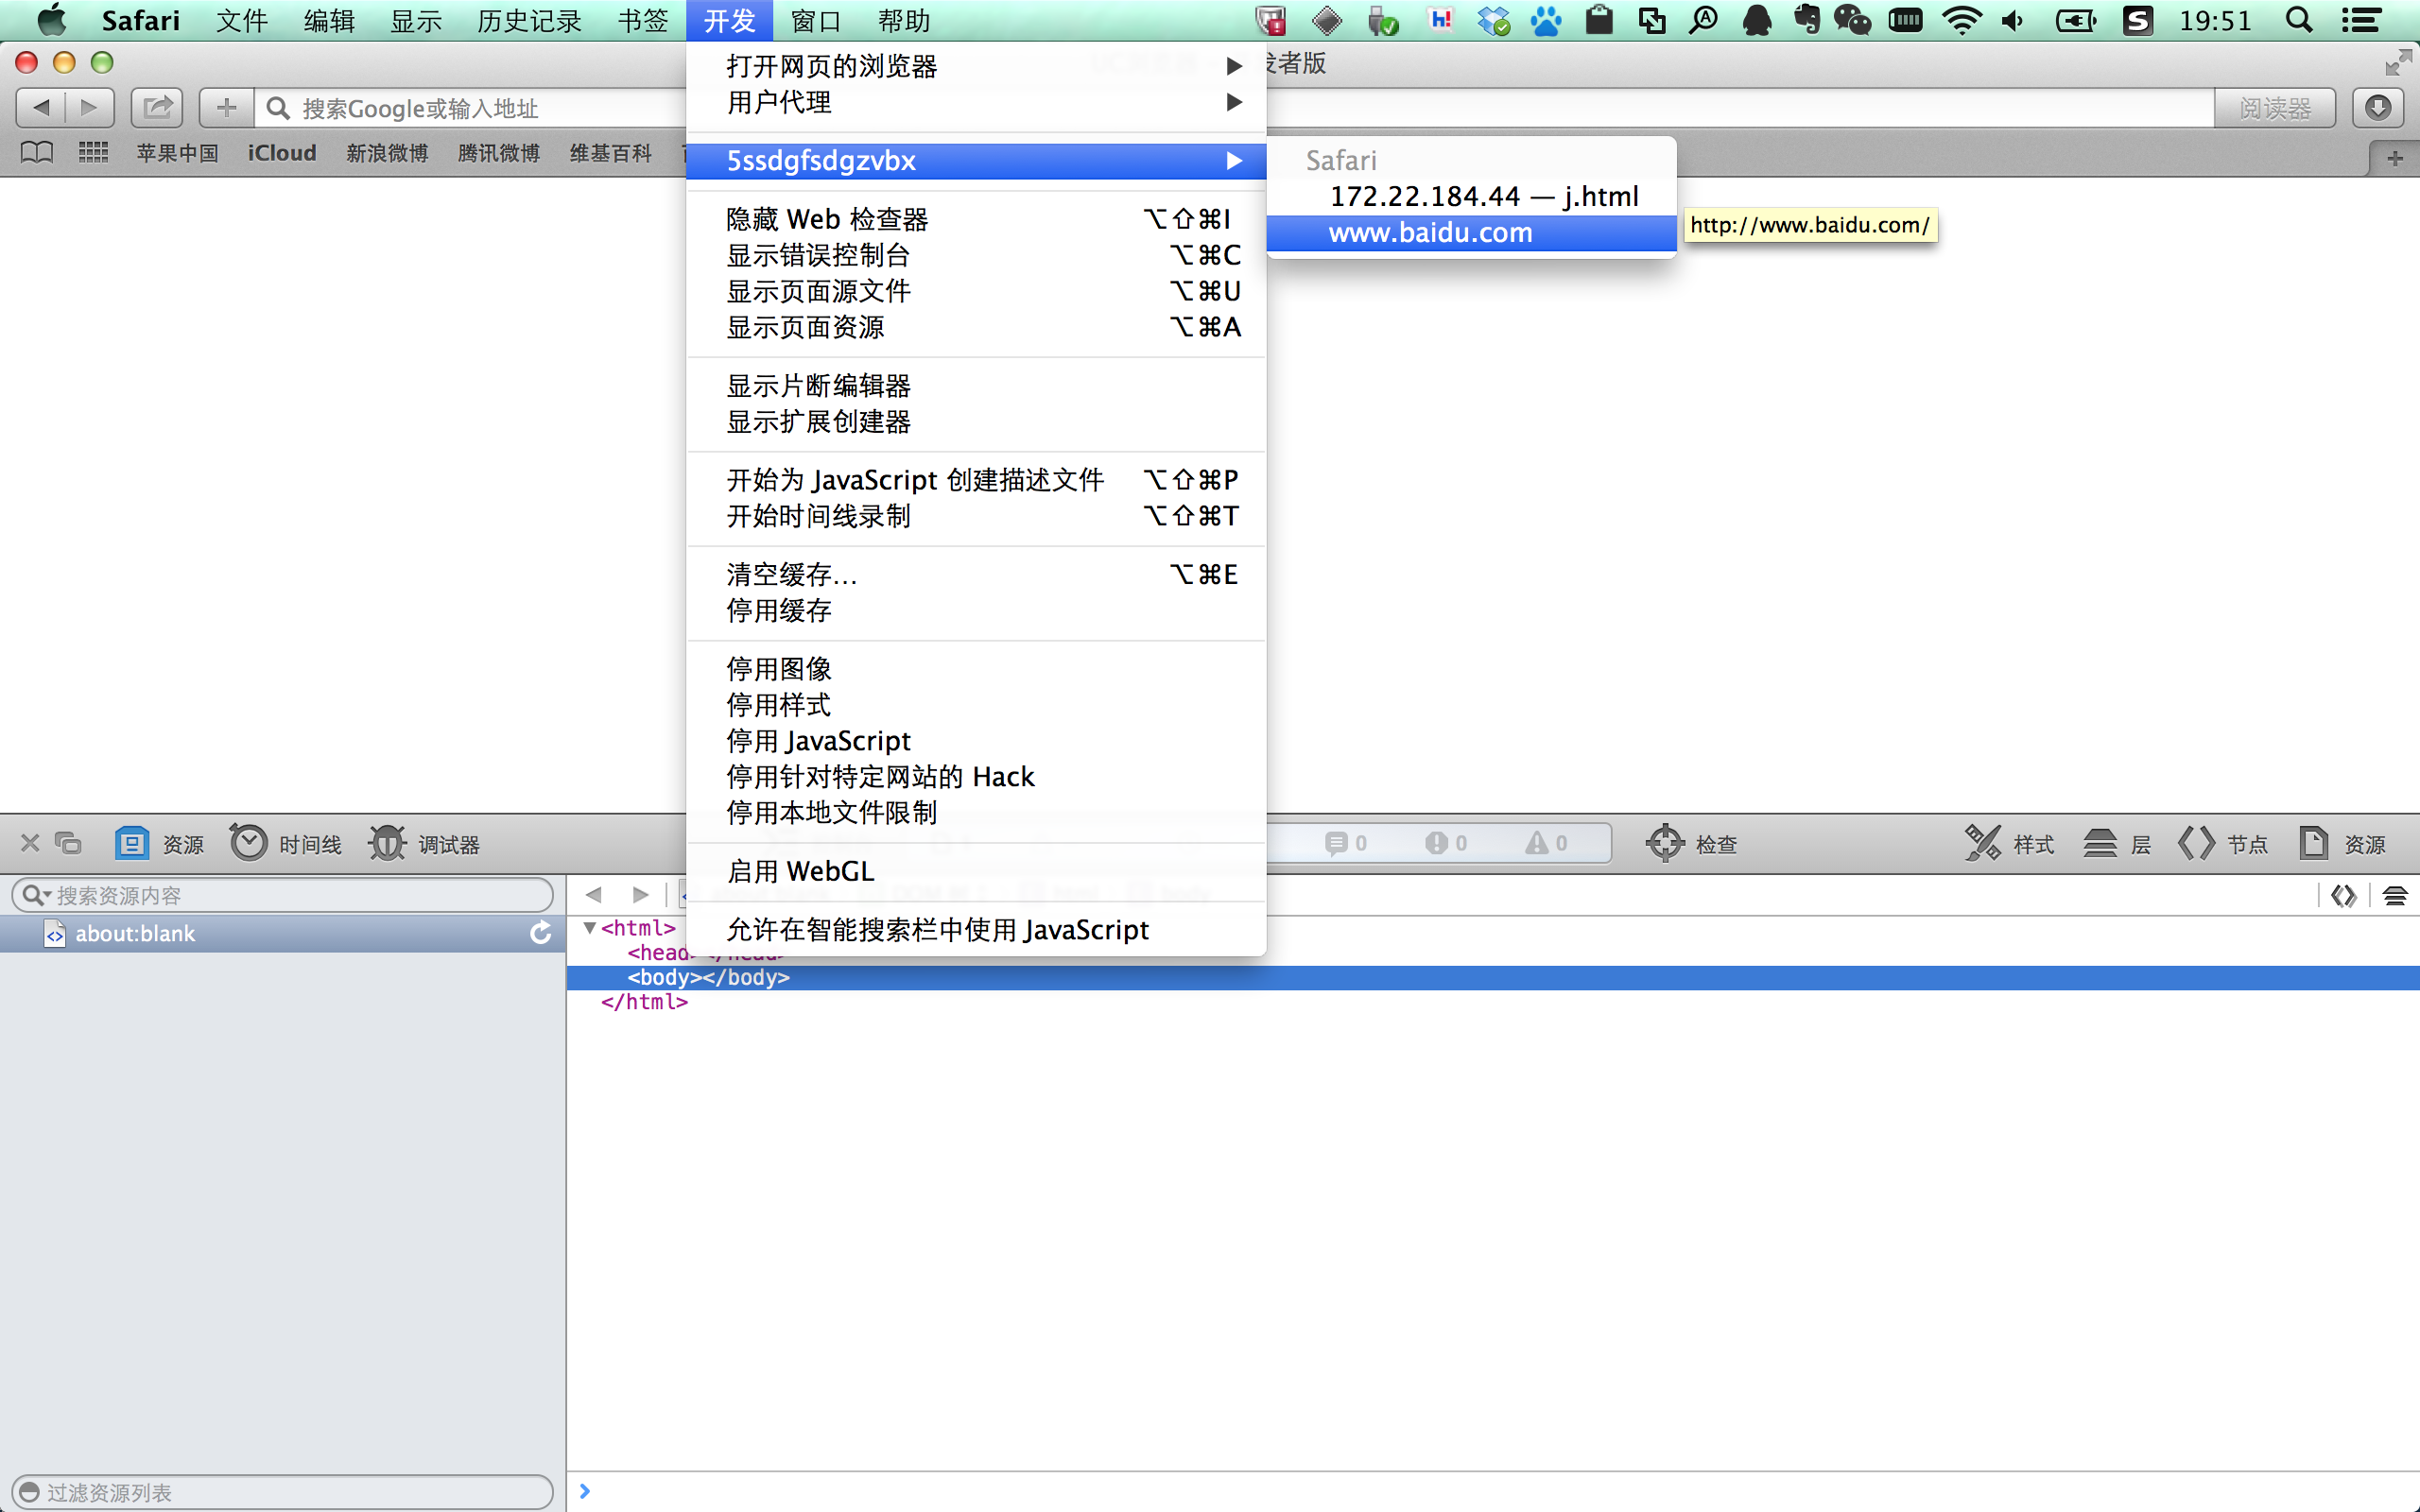 Safari 文件 编辑 显示 历史记录 书签 开发 窗口 帮助 19:51
发者版
搜索Google或输入地址 阅读器
苹果中国 iCloud 新浪微博 腾讯微博 维基百科
打开网页的浏览器
用户代理
5ssdgfsdgzvbx
隐藏 Web 检查器 ⌥⇧⌘I
显示错误控制台 ⌥⌘C
显示页面源文件 ⌥⌘U
显示页面资源 ⌥⌘A
显示片断编辑器
显示扩展创建器
开始为 JavaScript 创建描述文件 ⌥⇧⌘P
开始时间线录制 ⌥⇧⌘T
清空缓存... ⌥⌘E
停用缓存
停用图像
停用样式
停用 JavaScript
停用针对特定网站的 Hack
停用本地文件限制
启用 WebGL
允许在智能搜索栏中使用 JavaScript
Safari
172.22.184.44 — j.html
www.baidu.com
http://www.baidu.com/
资源 时间线 调试器 0 0 0 检查 样式 层 节点 资源
搜索资源内容
about:blank
<html>
<head></head>
<body></body>
</html>
过滤资源列表